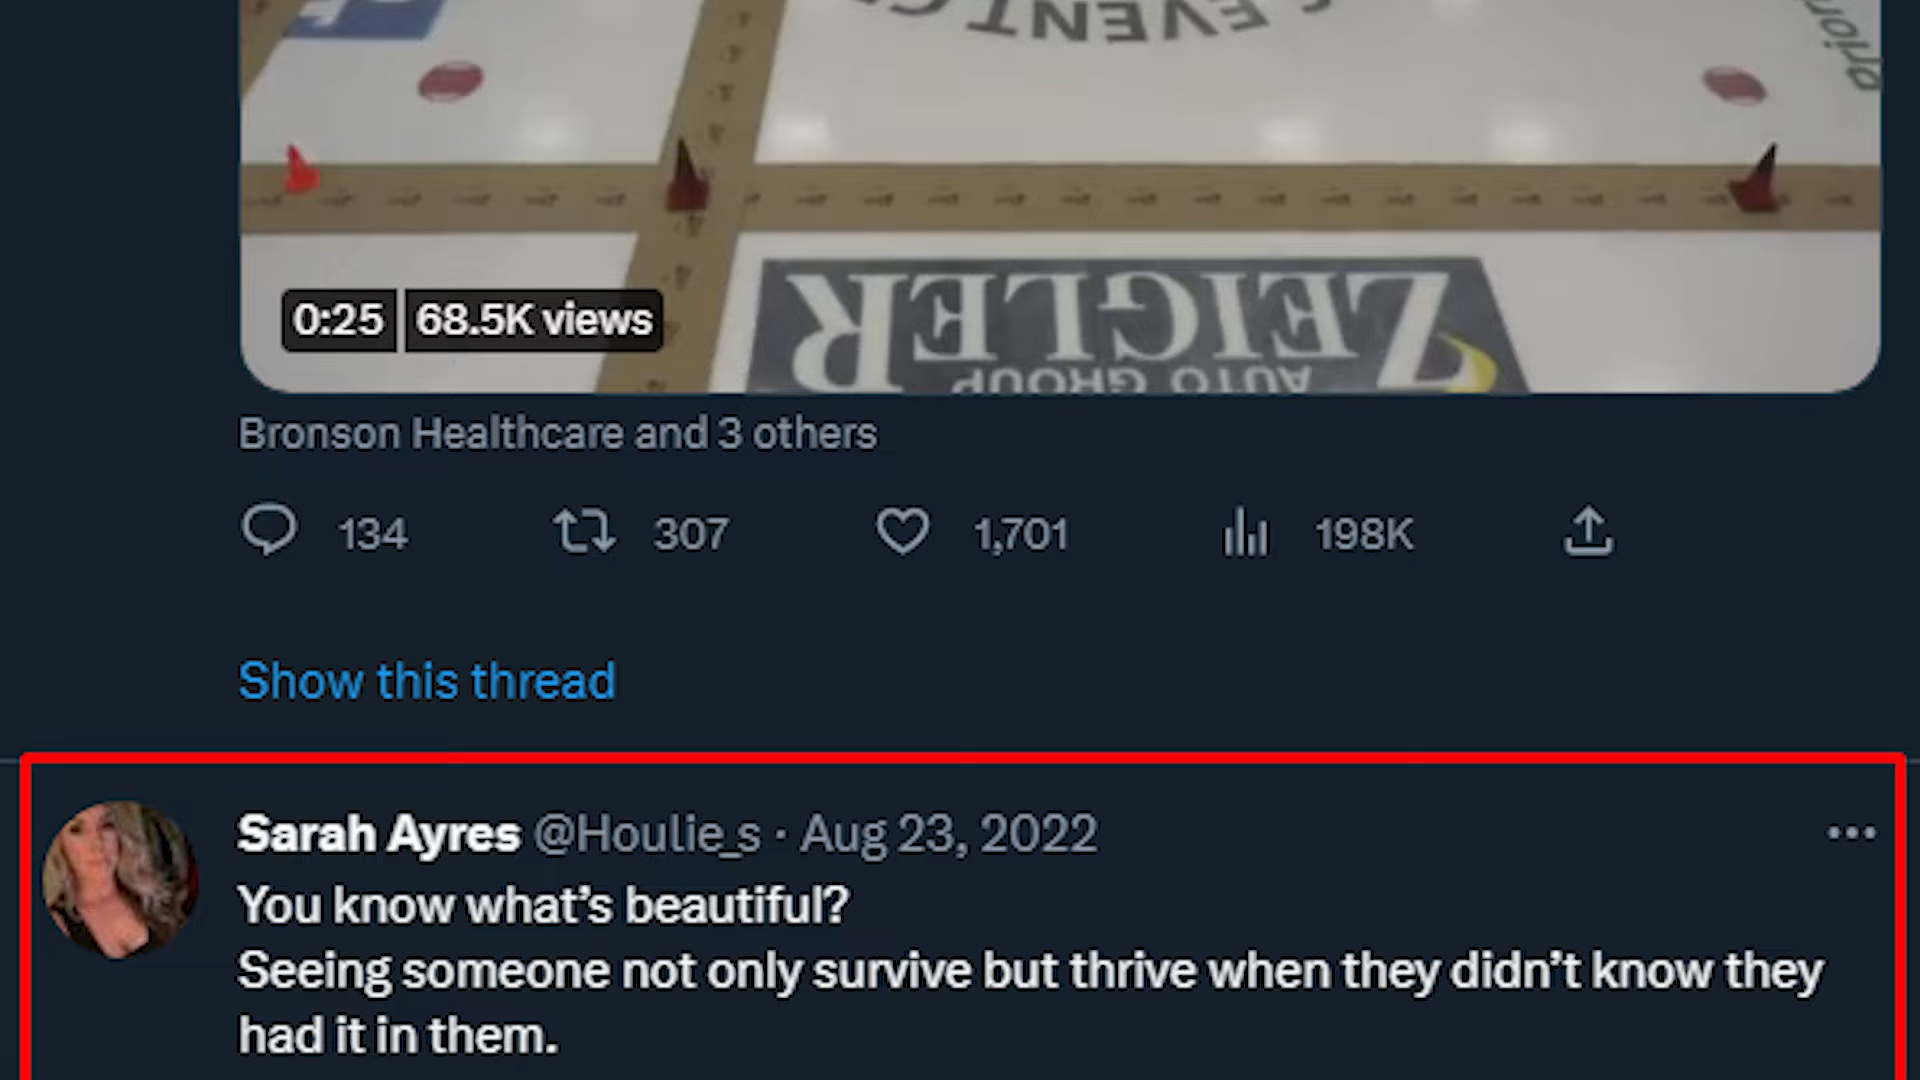 EVENT
ZEIGLER
AUTO GROUP
0:25 68.5K views
Bronson Healthcare and 3 others
134 307 1,701 198K
Show this thread
Sarah Ayres @Houlie_s · Aug 23, 2022
You know what’s beautiful?
Seeing someone not only survive but thrive when they didn’t know they
had it in them.